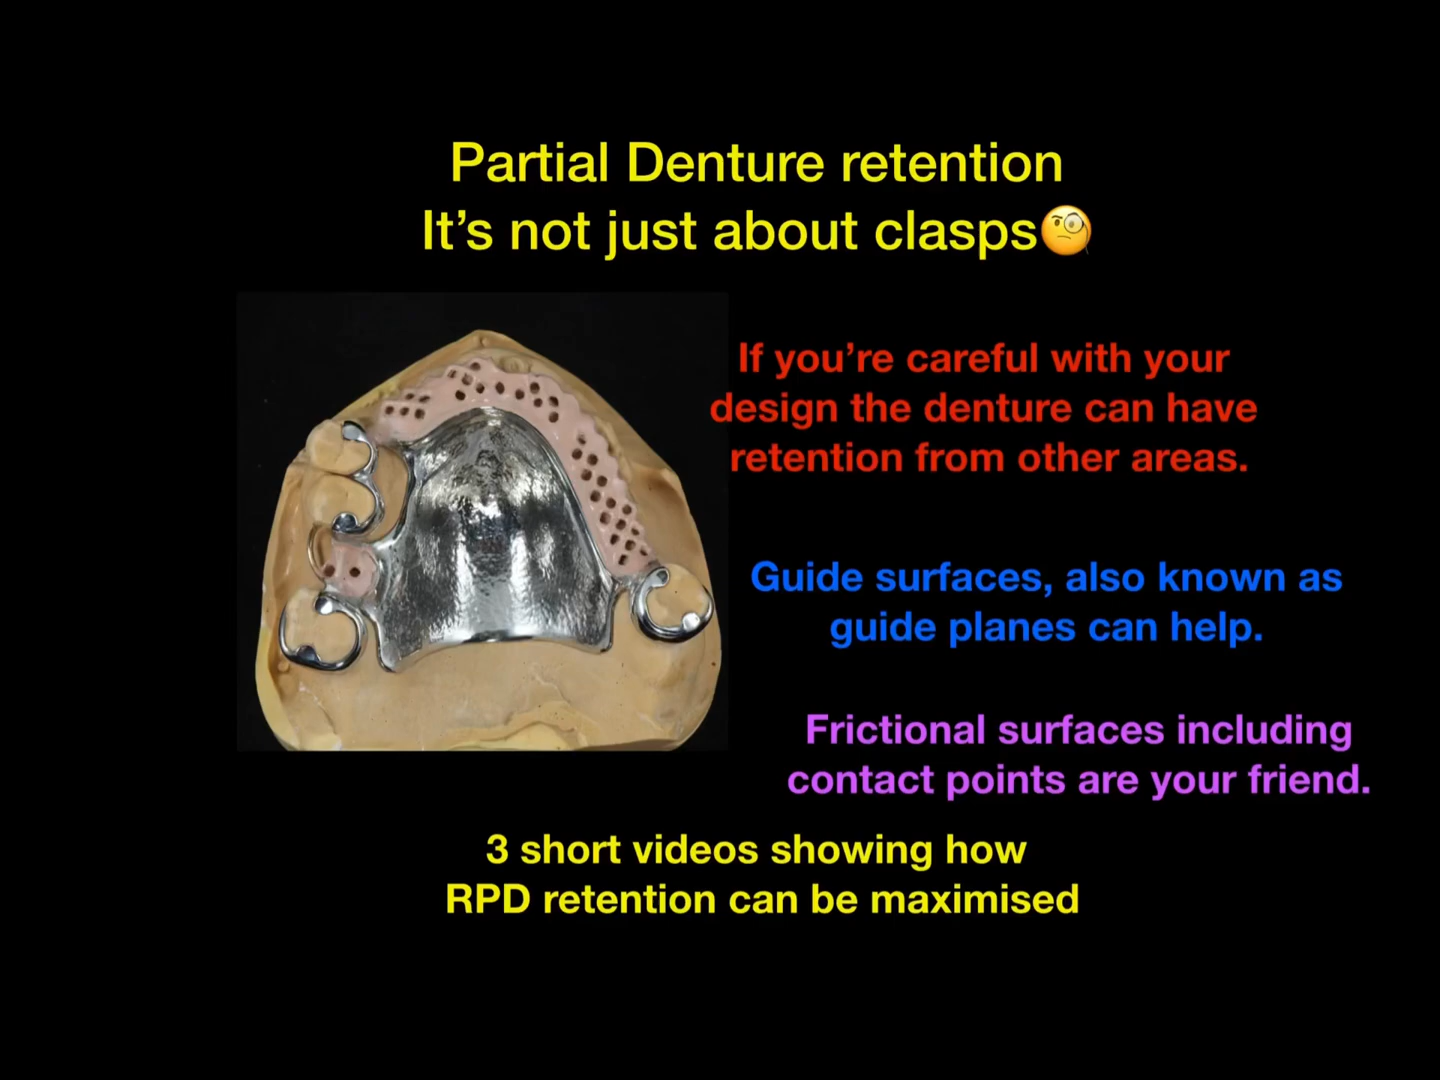 Partial Denture retention
It’s not just about clasps🧐
If you’re careful with your
design the denture can have
retention from other areas.
Guide surfaces, also known as
guide planes can help.
Frictional surfaces including
contact points are your friend.
3 short videos showing how
RPD retention can be maximised